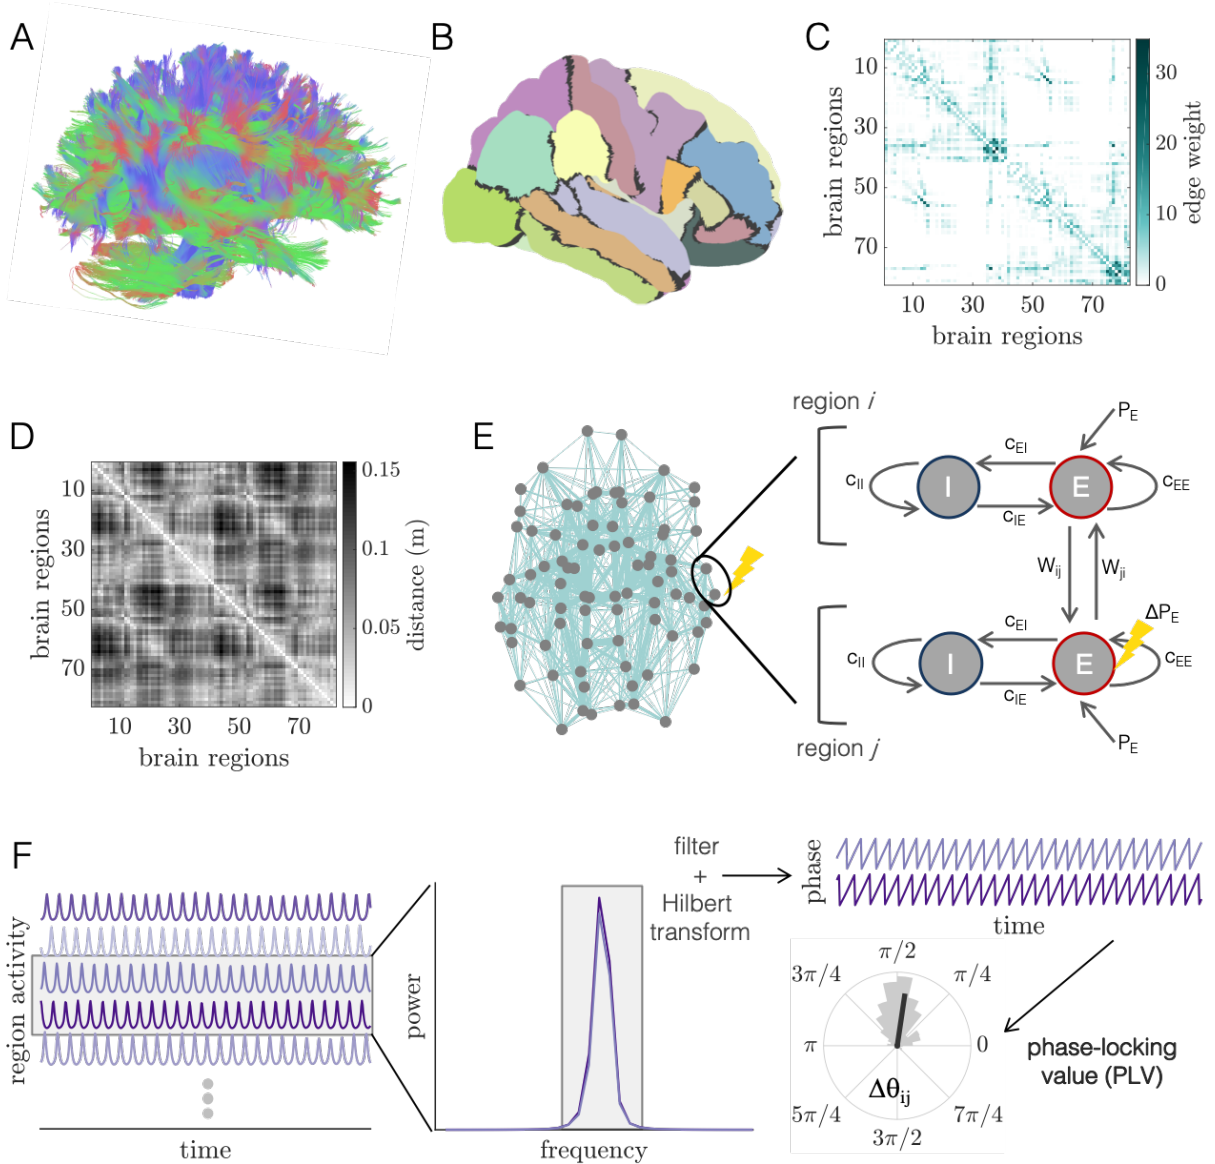 A
B
C
10
30
50
70
brain regions
10
30
50
70
brain regions
30
20
10
0
edge weight
D
10
30
50
70
brain regions
10
30
50
70
brain regions
0.15
0.1
0.05
0
distance (m)
E
region i
region j
P_E
c_EI
c_II
I
E
c_EE
c_IE
W_ij
W_ji
ΔP_E
c_EI
c_II
I
E
c_EE
c_IE
P_E
F
region activity
time
power
frequency
filter
+
Hilbert
transform
phase
time
π/2
3π/4
π/4
π
0
Δθ_ij
5π/4
7π/4
3π/2
phase-locking
value (PLV)